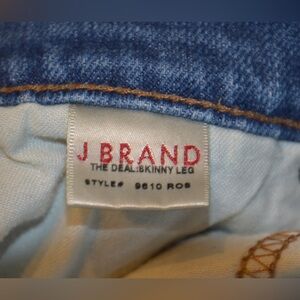 J BRAND
THE DEAL:SKINNY LEG
STYLE# 9610 ROS